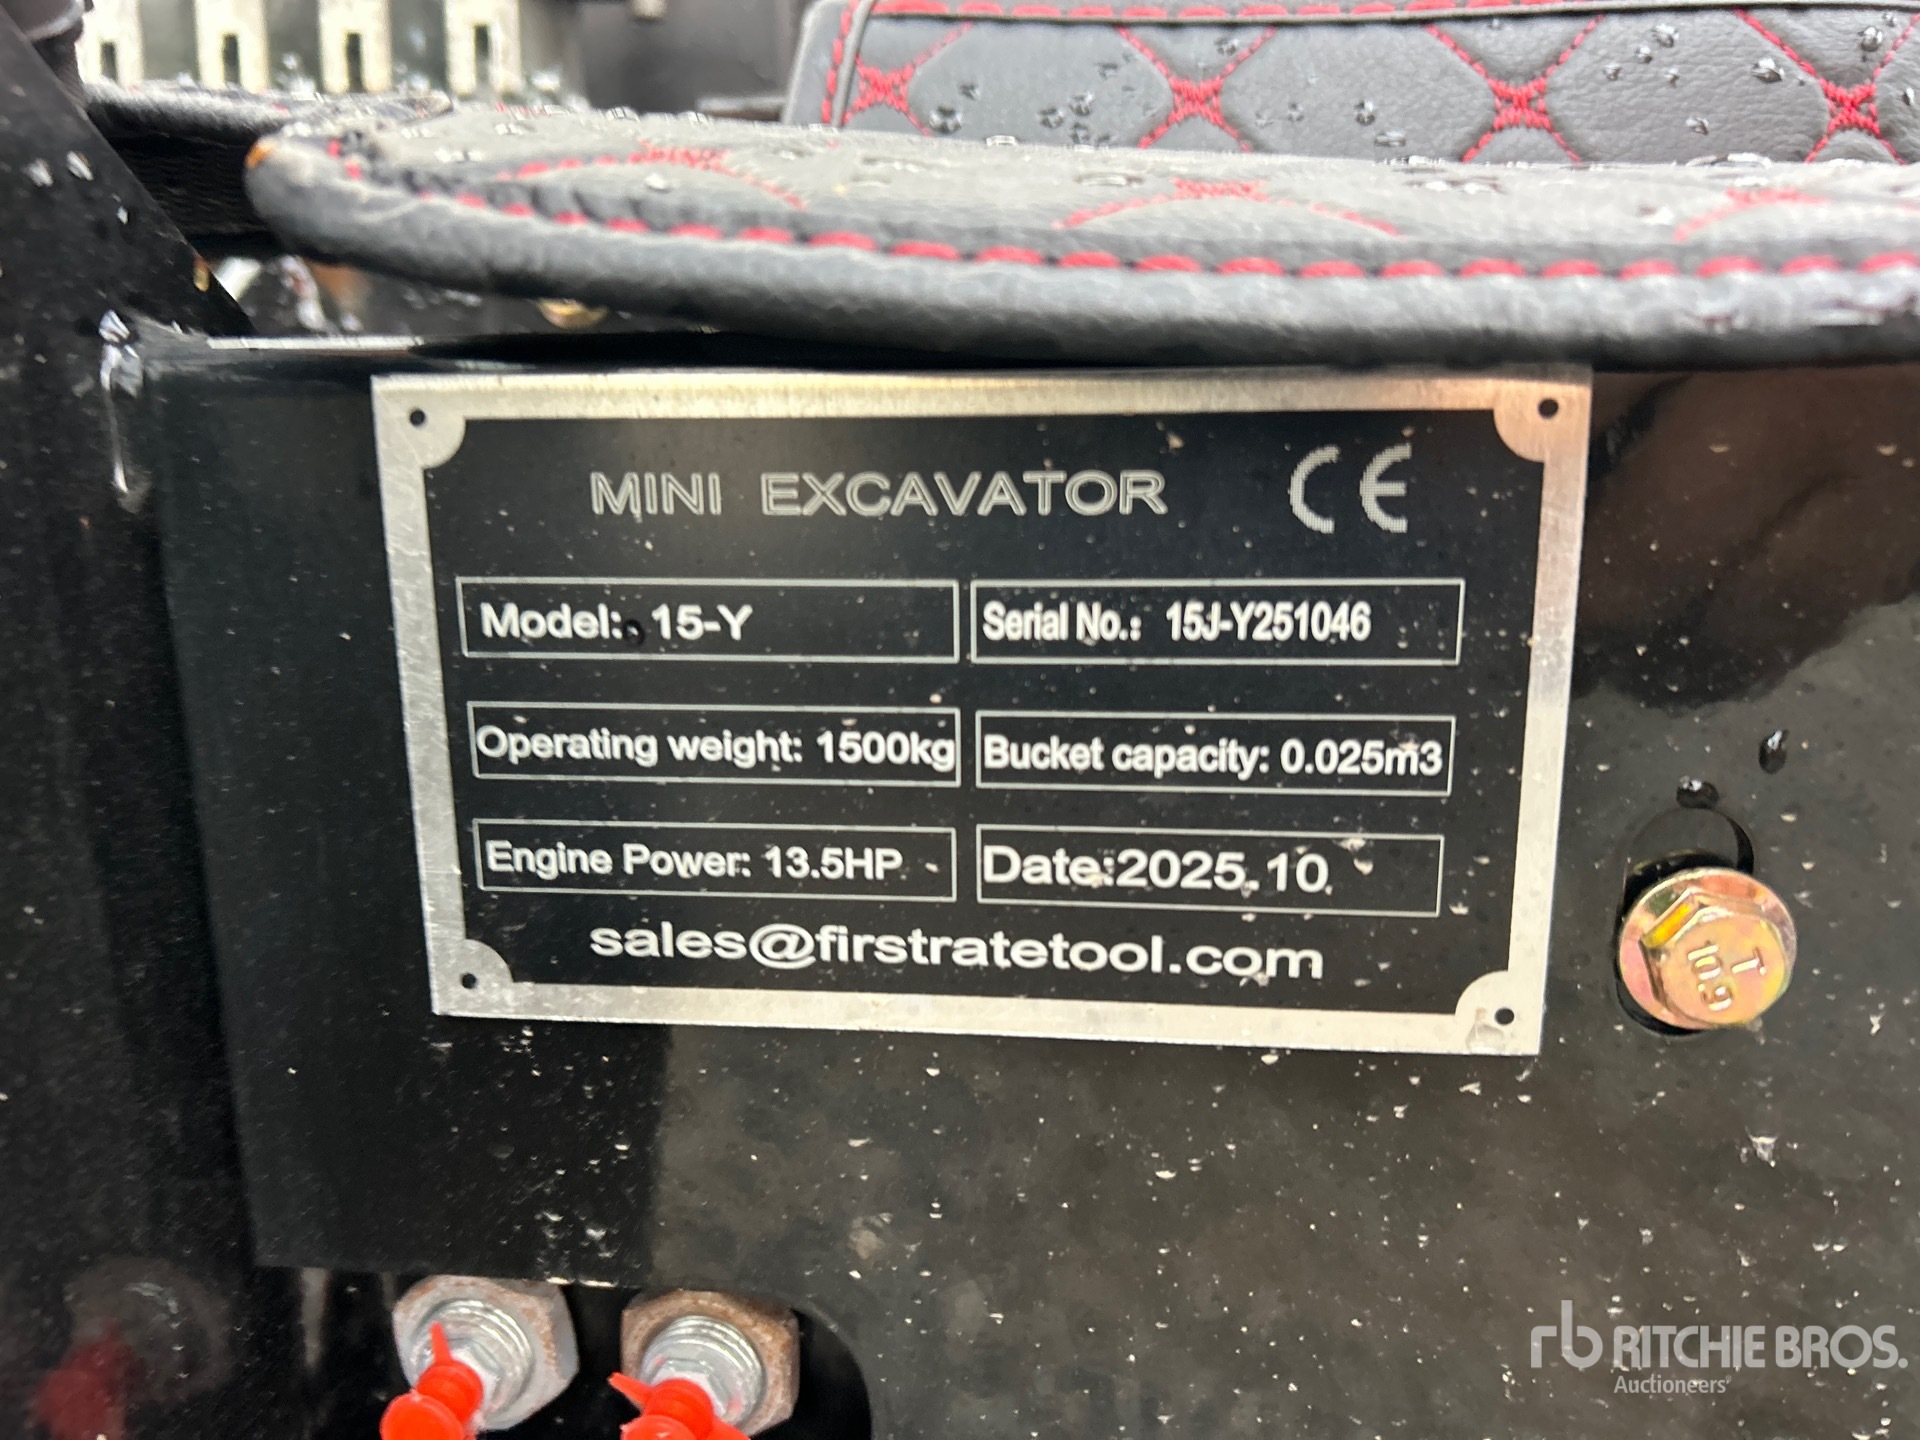 MINI EXCAVATOR CE
Model: 15-Y
Serial No.: 15J-Y251046
Operating weight: 1500kg
Bucket capacity: 0.025m3
Engine Power: 13.5HP
Date:2025.10
sales@firstratetool.com
T
10.9
rb RITCHIE BROS.
Auctioneers